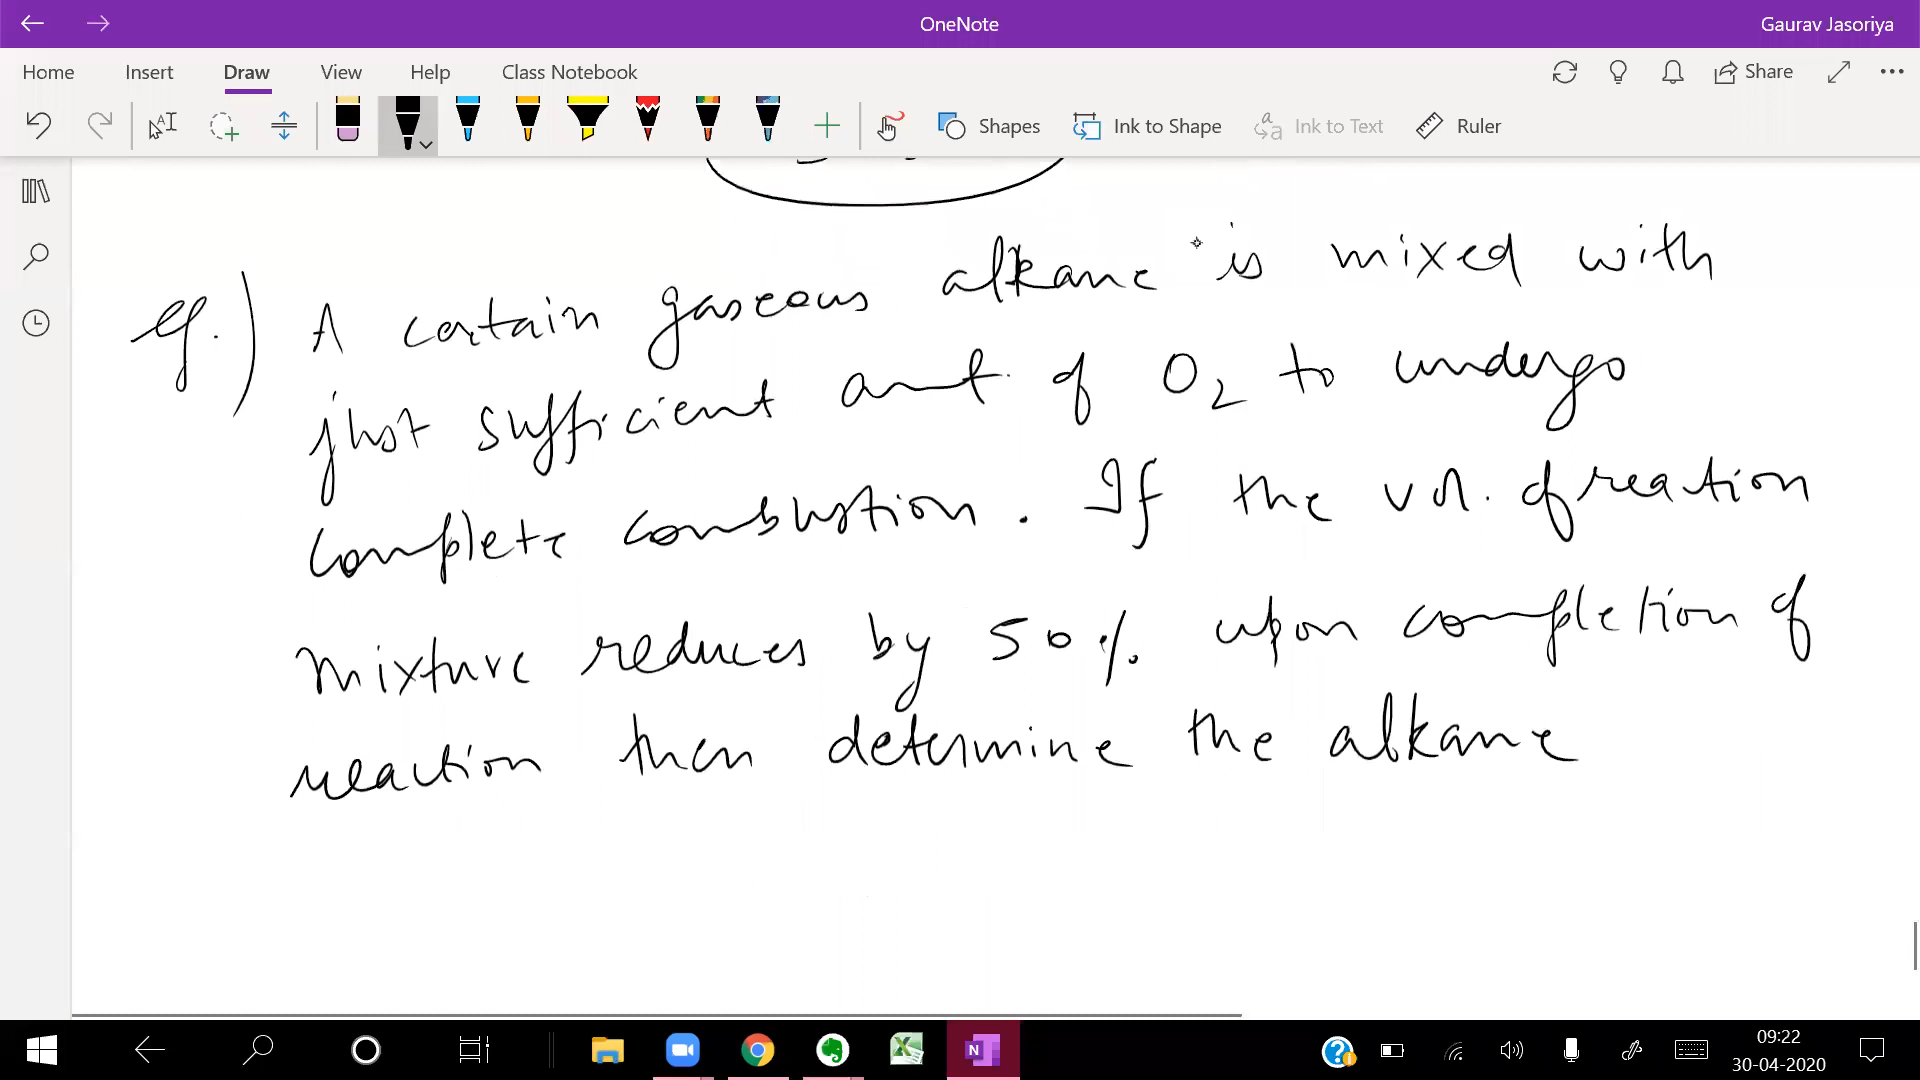 OneNote
Gaurav Jasoriya
Home Insert Draw View Help Class Notebook
Share
Shapes Ink to Shape Ink to Text Ruler
eg.) A certain gaseous alkane is mixed with
just sufficient amt. of O2 to undergo
complete combustion. If the vol. of reaction
mixture reduces by 50% upon completion of
reaction then determine the alkane
09:22
30-04-2020